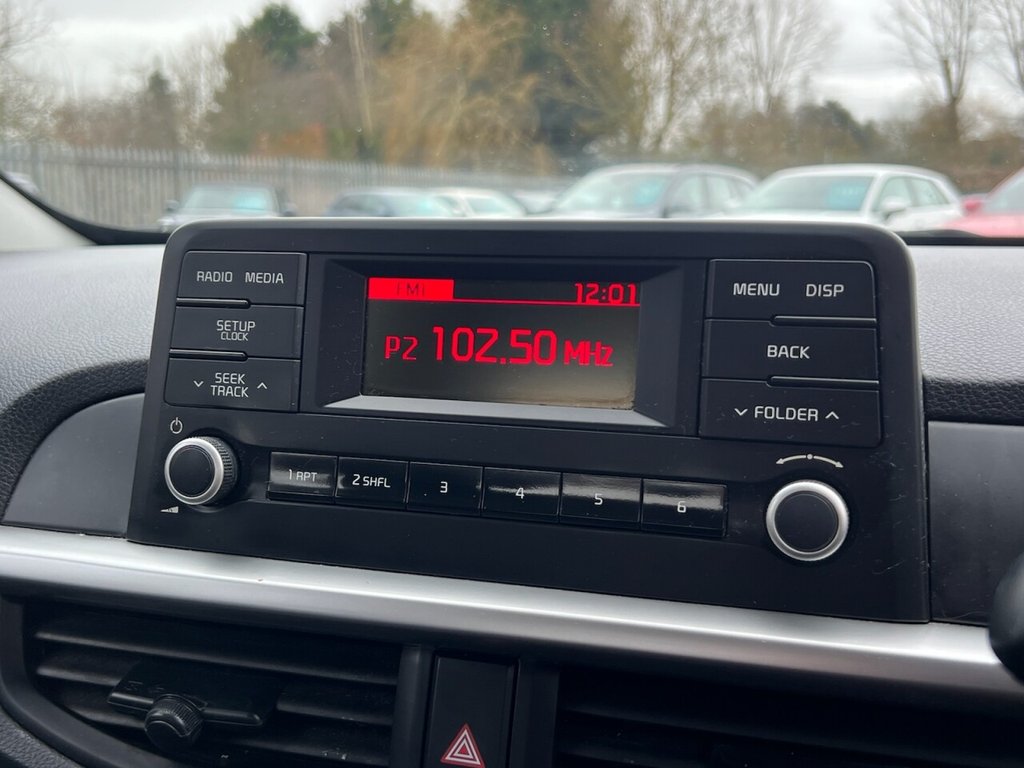 RADIO MEDIA
SETUP
CLOCK
SEEK
TRACK
FM1 12:01
P2 102.50 MHz
MENU DISP
BACK
FOLDER
1 RPT 2 SHFL 3 4 5 6